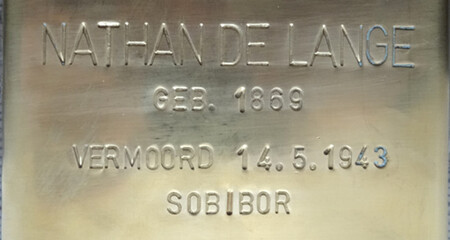 NATHAN DE LANGE
GEB. 1869
VERMOORD 14.5.1943
SOBIBOR